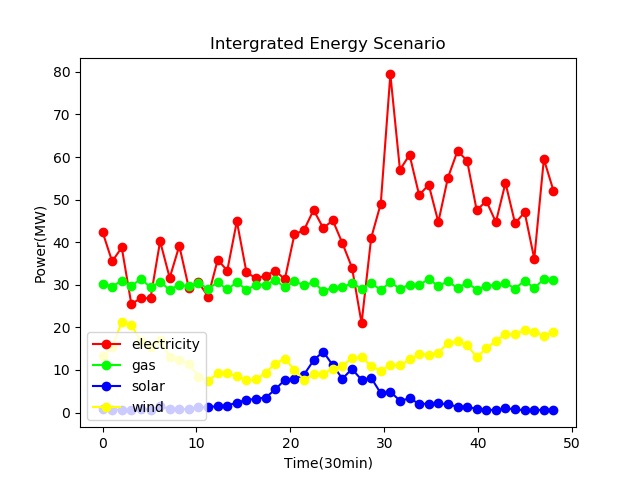 Intergrated Energy Scenario
Power(MW)
80
70
60
50
40
30
20
10
0
electricity
gas
solar
wind
0 10 20 30 40 50
Time(30min)